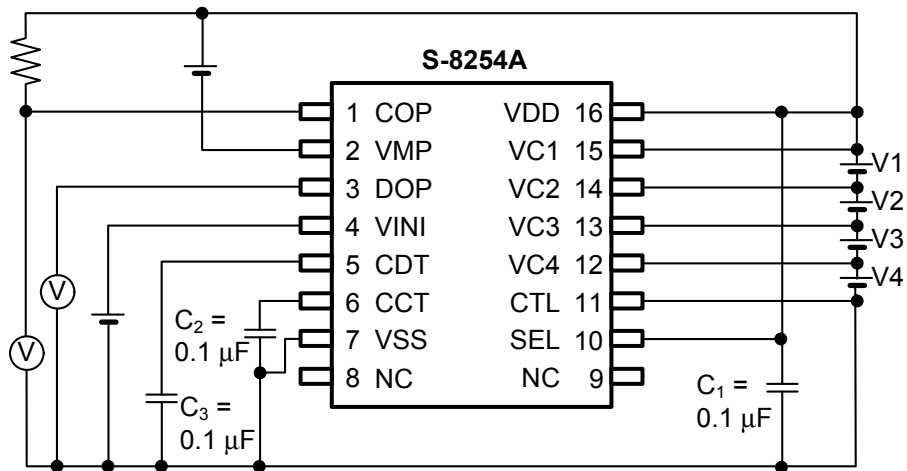 S-8254A
1 COP VDD 16
2 VMP VC1 15
3 DOP VC2 14
4 VINI VC3 13
5 CDT VC4 12
6 CCT CTL 11
7 VSS SEL 10
8 NC NC 9
V1
V2
V3
V4
V
V
C₂ =
0.1 μF
C₃ =
0.1 μF
C₁ =
0.1 μF